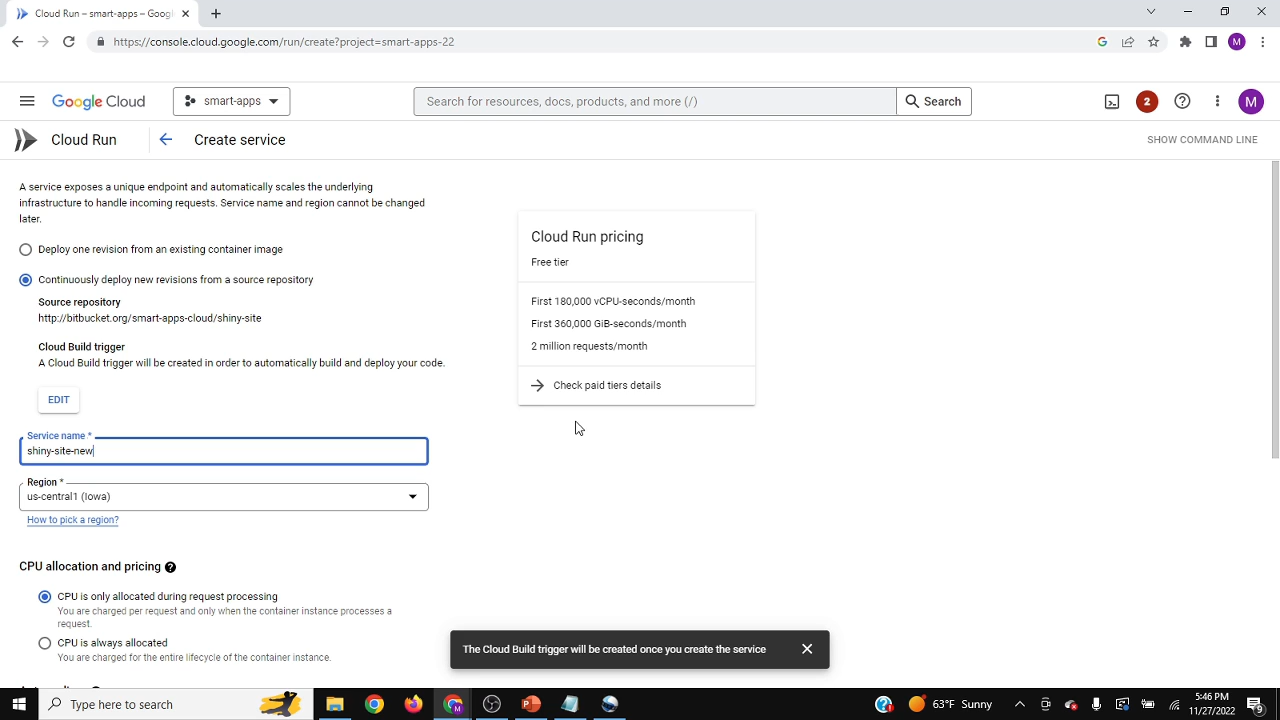 Cloud Run – smart-apps – Googl
https://console.cloud.google.com/run/create?project=smart-apps-22
G
M
Google Cloud
smart-apps
Search for resources, docs, products, and more (/)
Search
2
M
Cloud Run
Create service
SHOW COMMAND LINE
A service exposes a unique endpoint and automatically scales the underlying
infrastructure to handle incoming requests. Service name and region cannot be changed
later.
Deploy one revision from an existing container image
Continuously deploy new revisions from a source repository
Source repository
http://bitbucket.org/smart-apps-cloud/shiny-site
Cloud Build trigger
A Cloud Build trigger will be created in order to automatically build and deploy your code.
EDIT
Service name *
shiny-site-new
Region *
us-central1 (Iowa)
How to pick a region?
CPU allocation and pricing
CPU is only allocated during request processing
You are charged per request and only when the container instance processes a
request.
CPU is always allocated
You are charged for the entire lifecycle of the container instance.
Cloud Run pricing
Free tier
First 180,000 vCPU-seconds/month
First 360,000 GiB-seconds/month
2 million requests/month
Check paid tiers details
The Cloud Build trigger will be created once you create the service
Type here to search
63°F Sunny
5:46 PM
11/27/2022